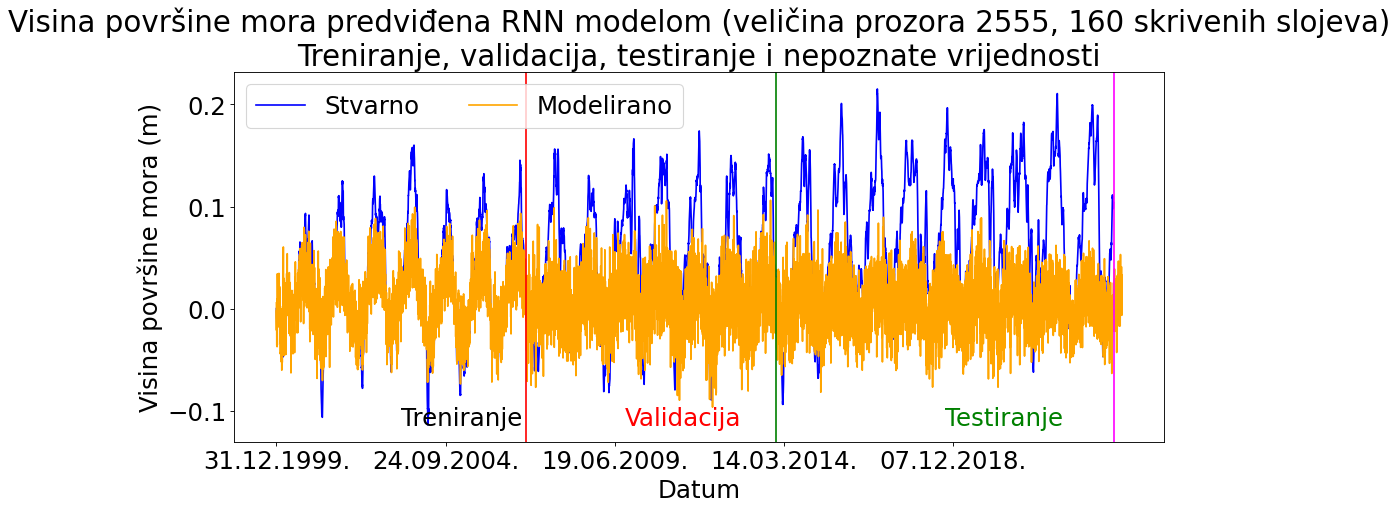 Visina površine mora predviđena RNN modelom (veličina prozora 2555, 160 skrivenih slojeva)
Treniranje, validacija, testiranje i nepoznate vrijednosti
Stvarno Modelirano
Visina površine mora (m)
0.2
0.1
0.0
−0.1
Treniranje Validacija Testiranje
31.12.1999. 24.09.2004. 19.06.2009. 14.03.2014. 07.12.2018.
Datum